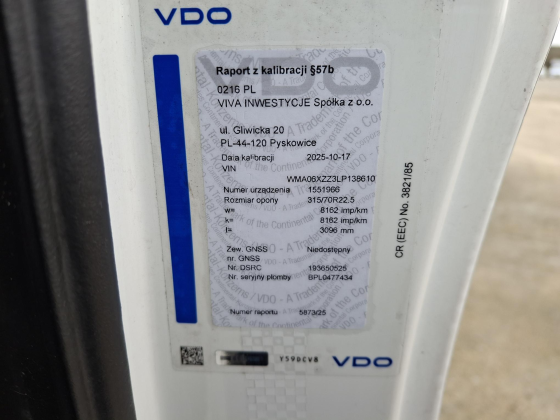 VDO
Raport z kalibracji §57b
0216 PL
VIVA INWESTYCJE Spółka z o.o.
ul. Gliwicka 20
PL-44-120 Pyskowice
Data kalibracji 2025-10-17
VIN
WMA06XZZ3LP138610
Numer urządzenia 1551966
Rozmiar opony 315/70R22.5
w= 8162 imp/km
k= 8162 imp/km
l= 3096 mm
Zew. GNSS Niedostępny
nr. GNSS
Nr. DSRC 193650525
Nr. seryjny plomby BPL0477434
Numer raportu 5873/25
CR (EEC) No. 3821/85
VDO